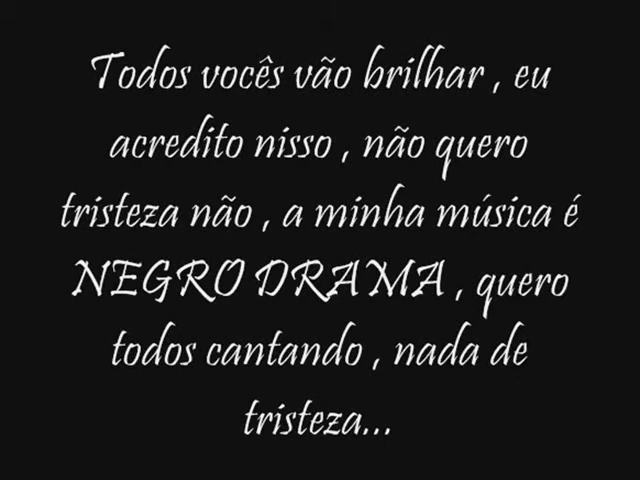 Todos vocês vão brilhar , eu
acredito nisso , não quero
tristeza não , a minha música é
NEGRO DRAMA , quero
todos cantando , nada de
tristeza...